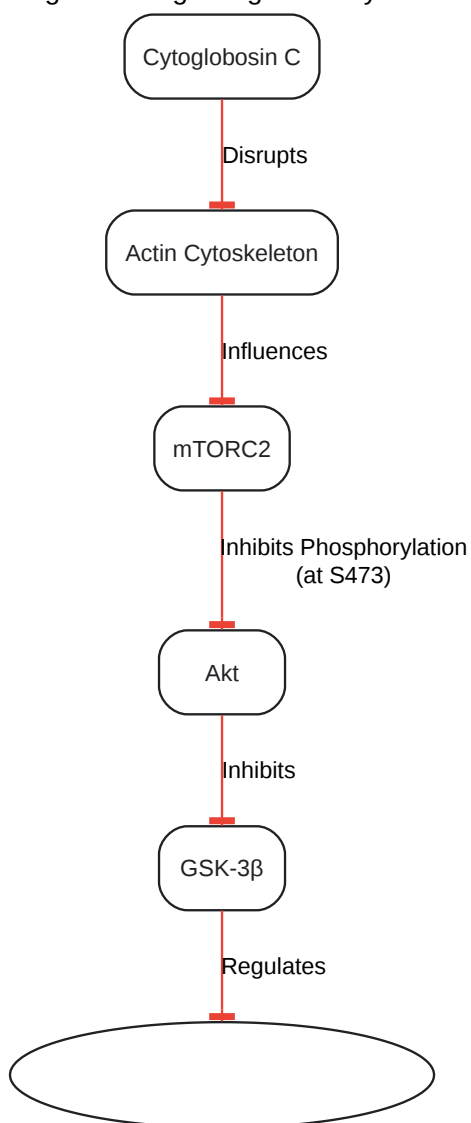 Cytoglobosin C
Disrupts
Actin Cytoskeleton
Influences
mTORC2
Inhibits Phosphorylation
(at S473)
Akt
Inhibits
GSK-3β
Regulates